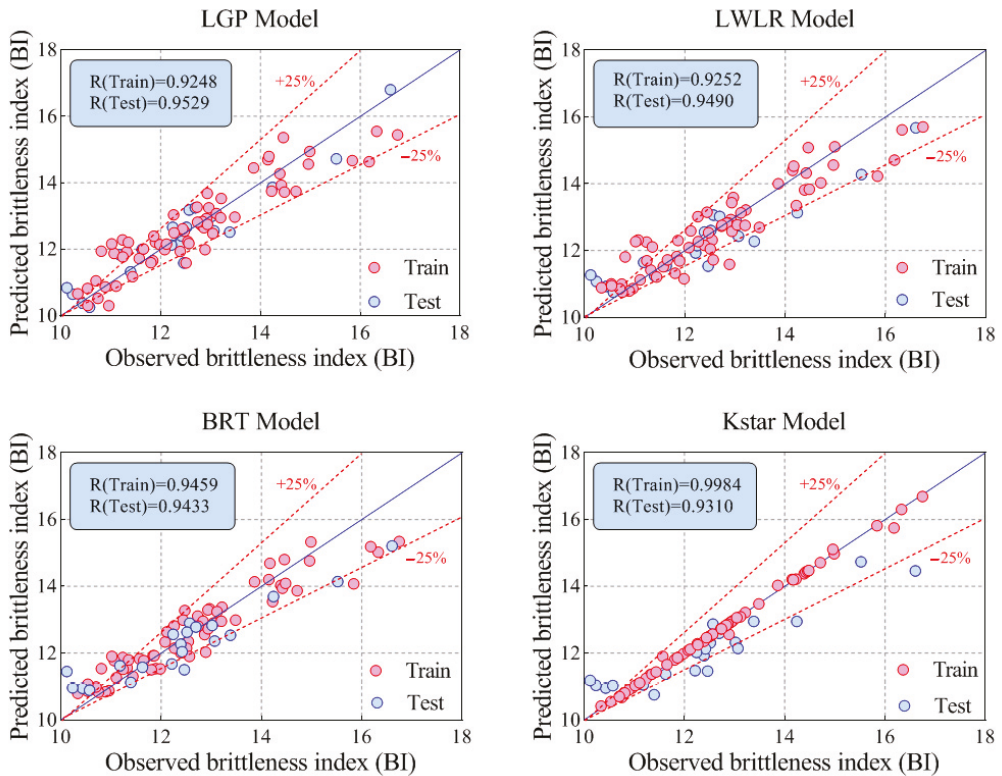 LGP Model
Predicted brittleness index (BI)
18
16
14
12
10
R(Train)=0.9248
R(Test)=0.9529
+25%
−25%
Train
Test
10
12
14
16
18
Observed brittleness index (BI)
LWLR Model
Predicted brittleness index (BI)
18
16
14
12
10
R(Train)=0.9252
R(Test)=0.9490
+25%
−25%
Train
Test
10
12
14
16
18
Observed brittleness index (BI)
BRT Model
Predicted brittleness index (BI)
18
16
14
12
10
R(Train)=0.9459
R(Test)=0.9433
+25%
−25%
Train
Test
10
12
14
16
18
Observed brittleness index (BI)
Kstar Model
Predicted brittleness index (BI)
18
16
14
12
10
R(Train)=0.9984
R(Test)=0.9310
+25%
−25%
Train
Test
10
12
14
16
18
Observed brittleness index (BI)